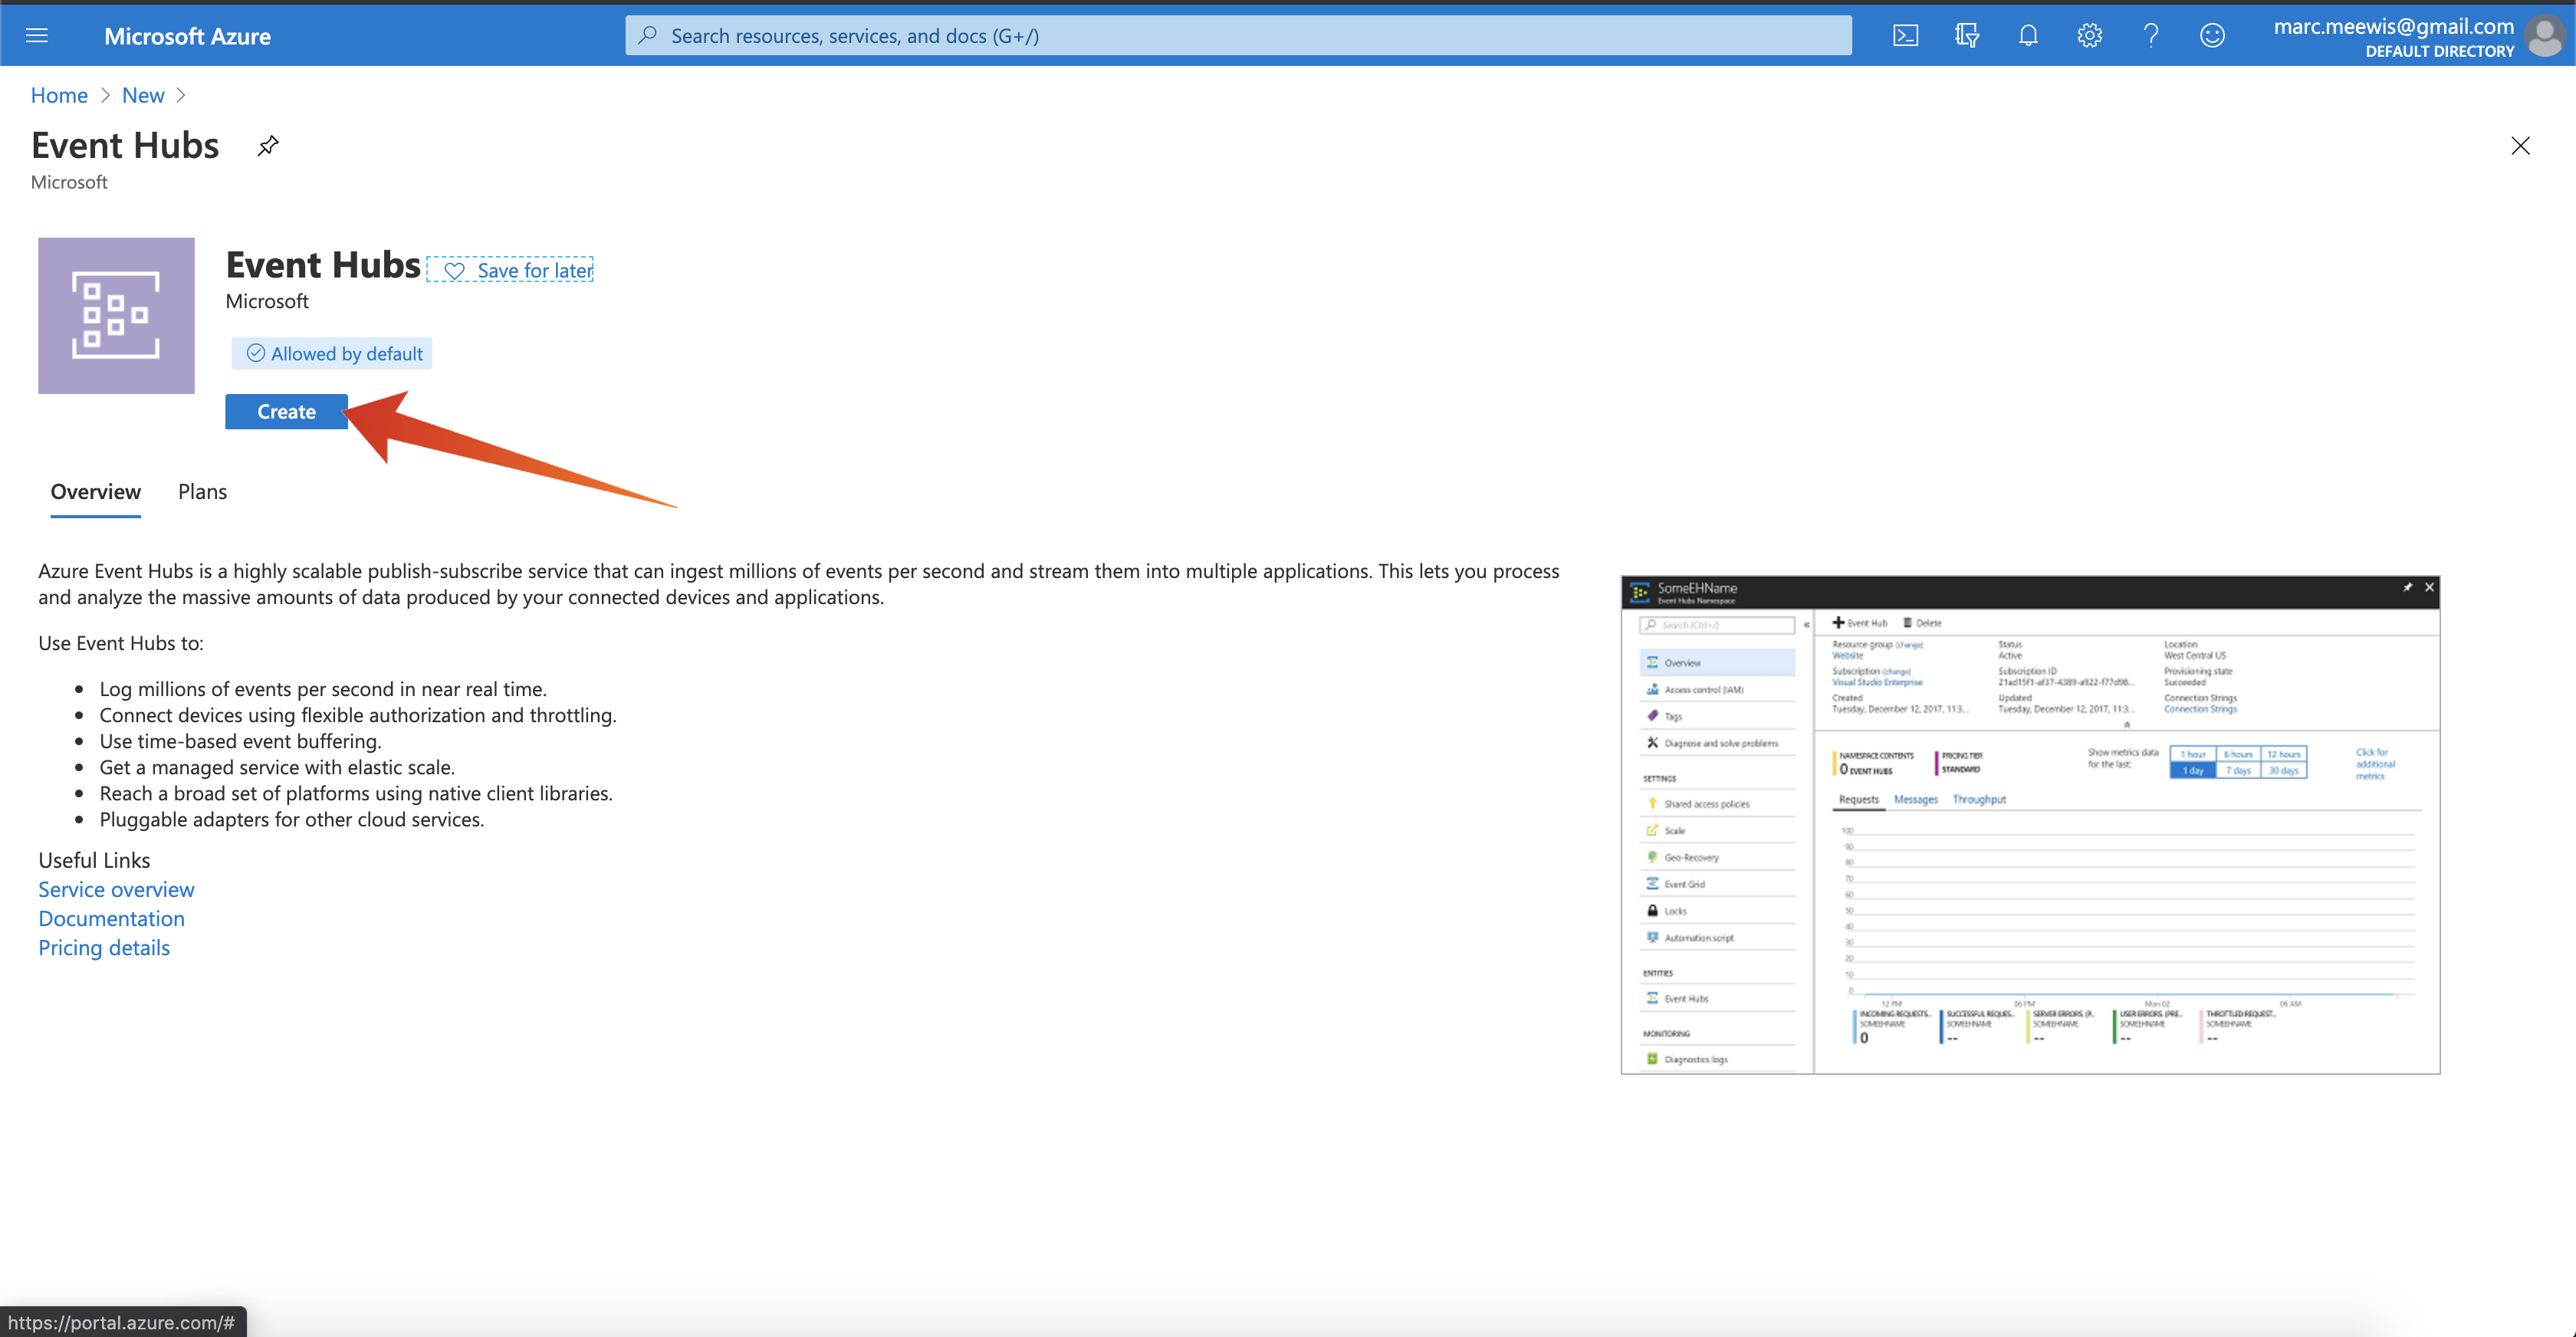 Microsoft Azure
Search resources, services, and docs (G+/)
marc.meewis@gmail.com
DEFAULT DIRECTORY
Home > New >
Event Hubs
Microsoft
Event Hubs
Save for later
Microsoft
Allowed by default
Create
Overview Plans
Azure Event Hubs is a highly scalable publish-subscribe service that can ingest millions of events per second and stream them into multiple applications. This lets you process
and analyze the massive amounts of data produced by your connected devices and applications.
Use Event Hubs to:
Log millions of events per second in near real time.
Connect devices using flexible authorization and throttling.
Use time-based event buffering.
Get a managed service with elastic scale.
Reach a broad set of platforms using native client libraries.
Pluggable adapters for other cloud services.
Useful Links
Service overview
Documentation
Pricing details
SomeEHName
Event Hubs Namespace
Search (Ctrl+/)
Overview
Access control (IAM)
Tags
Diagnose and solve problems
SETTINGS
Shared access policies
Scale
Geo-Recovery
Event Grid
Locks
Automation script
ENTITIES
Event Hubs
MONITORING
Diagnostics logs
Event Hub Delete
Resource group (change)
Website
Subscription (change)
Visual Studio Enterprise
Created
Tuesday, December 12, 2017, 11:3...
Status
Active
Subscription ID
Updated
Tuesday, December 12, 2017, 11:3...
Location
West Central US
Provisioning state
Succeeded
Connection Strings
Connection Strings
NAMESPACE CONTENTS
0 EVENT HUBS
PRICING TIER
STANDARD
Show metrics data
for the last:
1 hour 6 hours 12 hours
1 day 7 days 30 days
Click for
additional
metrics
Requests Messages Throughput
100
90
80
70
60
50
40
30
20
10
0
12 PM 06 PM Mon 02 06 AM
INCOMING REQUESTS... SUCCESSFUL REQUES... SERVER ERRORS. (P... USER ERRORS. (PRE... THROTTLED REQUEST...
SOMEEHNAME SOMEEHNAME SOMEEHNAME SOMEEHNAME SOMEEHNAME
0 -- -- -- --
https://portal.azure.com/#